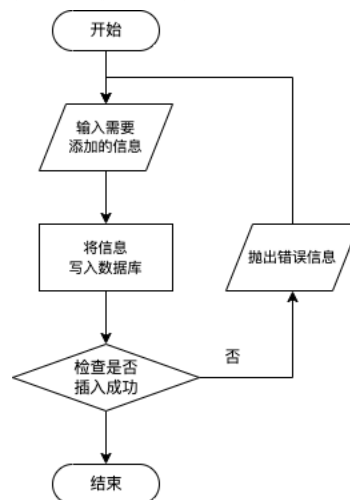 开始
输入需要
添加的信息
将信息
写入数据库
抛出错误信息
检查是否
插入成功
否
结束